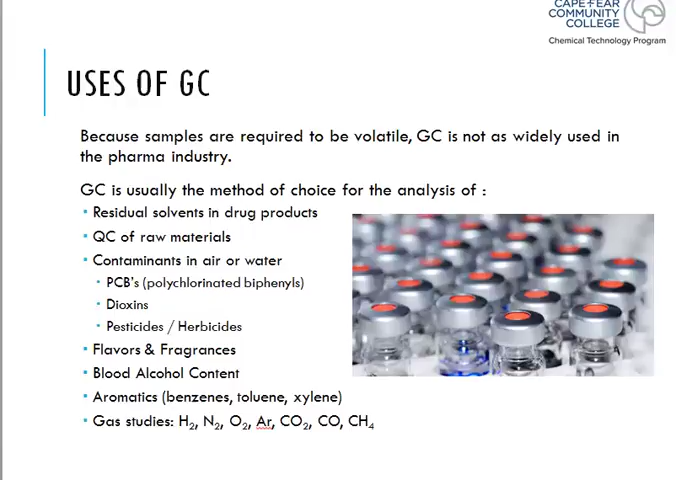 CAPE FEAR
COMMUNITY
COLLEGE
Chemical Technology Program
USES OF GC
Because samples are required to be volatile, GC is not as widely used in
the pharma industry.
GC is usually the method of choice for the analysis of :
▪ Residual solvents in drug products
▪ QC of raw materials
▪ Contaminants in air or water
▪ PCB's (polychlorinated biphenyls)
▪ Dioxins
▪ Pesticides / Herbicides
▪ Flavors & Fragrances
▪ Blood Alcohol Content
▪ Aromatics (benzenes, toluene, xylene)
▪ Gas studies: H₂, N₂, O₂, Ar, CO₂, CO, CH₄